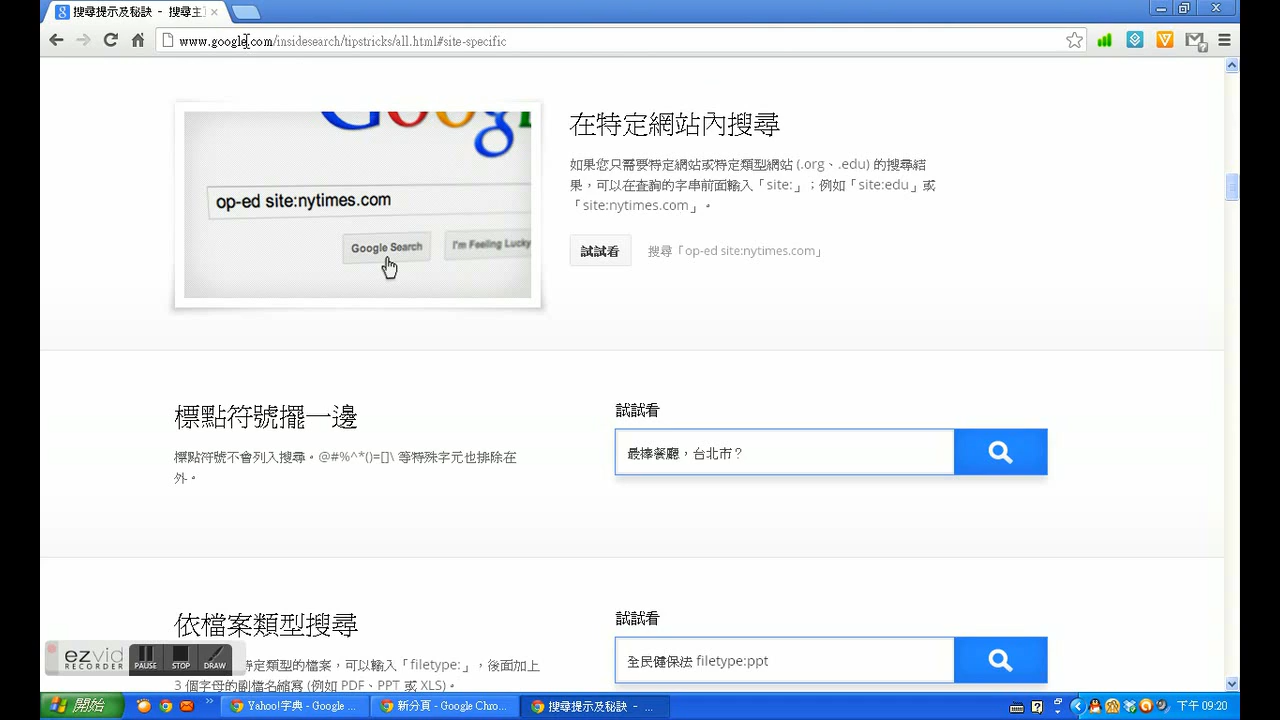 搜尋提示及秘訣 - 搜尋主
www.google.com/insidesearch/tipstricks/all.html#site-specific
Google
op-ed site:nytimes.com
Google Search
I'm Feeling Lucky
在特定網站內搜尋
如果您只需要特定網站或特定類型網站 (.org、.edu) 的搜尋結
果，可以在查詢的字串前面輸入「site:」；例如「site:edu」或
「site:nytimes.com」。
試試看 搜尋「op-ed site:nytimes.com」
標點符號擺一邊
標點符號不會列入搜尋。@#%^*()=[]\ 等特殊字元也排除在
外。
試試看
最棒餐廳，台北市？
依檔案類型搜尋
特定類型的檔案，可以輸入「filetype:」，後面加上
3 個字母的副檔名縮寫 (例如 PDF、PPT 或 XLS)。
試試看
全民健保法 filetype:ppt
ezvid
RECORDER
PAUSE
STOP
DRAW
開始
Yahoo!字典 - Google ...
新分頁 - Google Chro...
搜尋提示及秘訣 - ...
下午 09:20